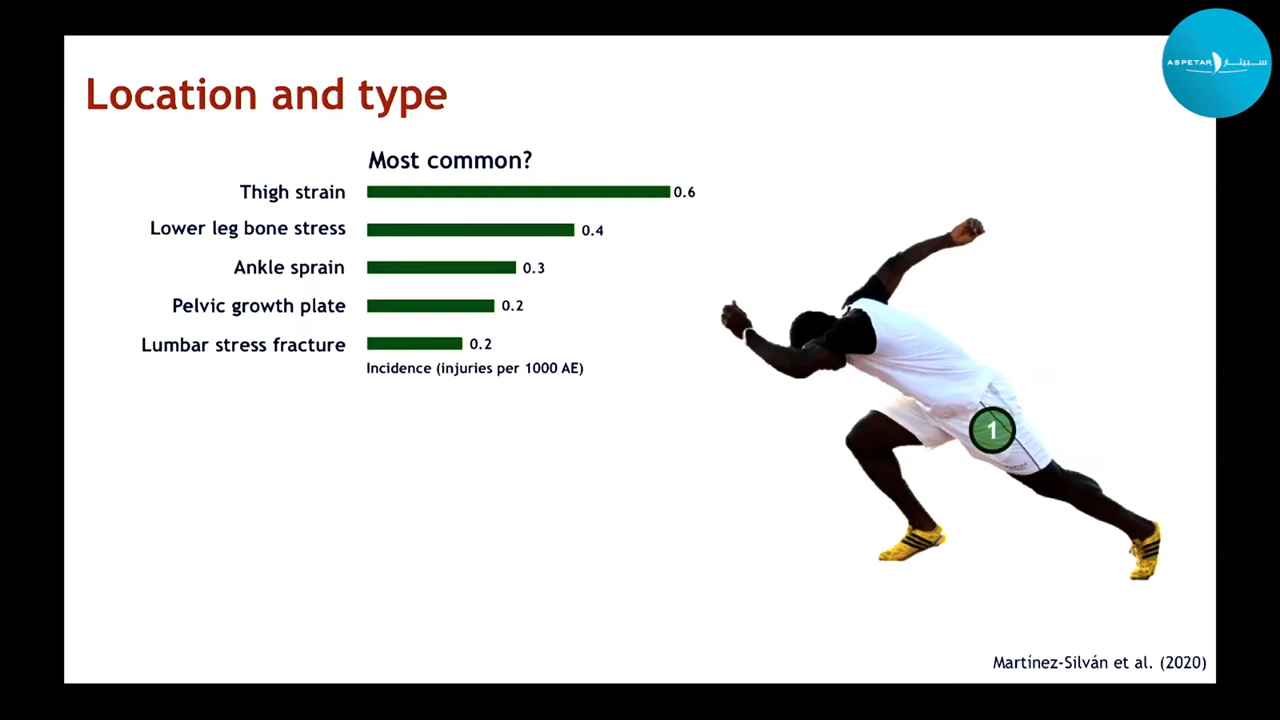 ASPETAR سبيتار
Location and type
Most common?
Thigh strain 0.6
Lower leg bone stress 0.4
Ankle sprain 0.3
Pelvic growth plate 0.2
Lumbar stress fracture 0.2
Incidence (injuries per 1000 AE)
1
Martínez-Silván et al. (2020)